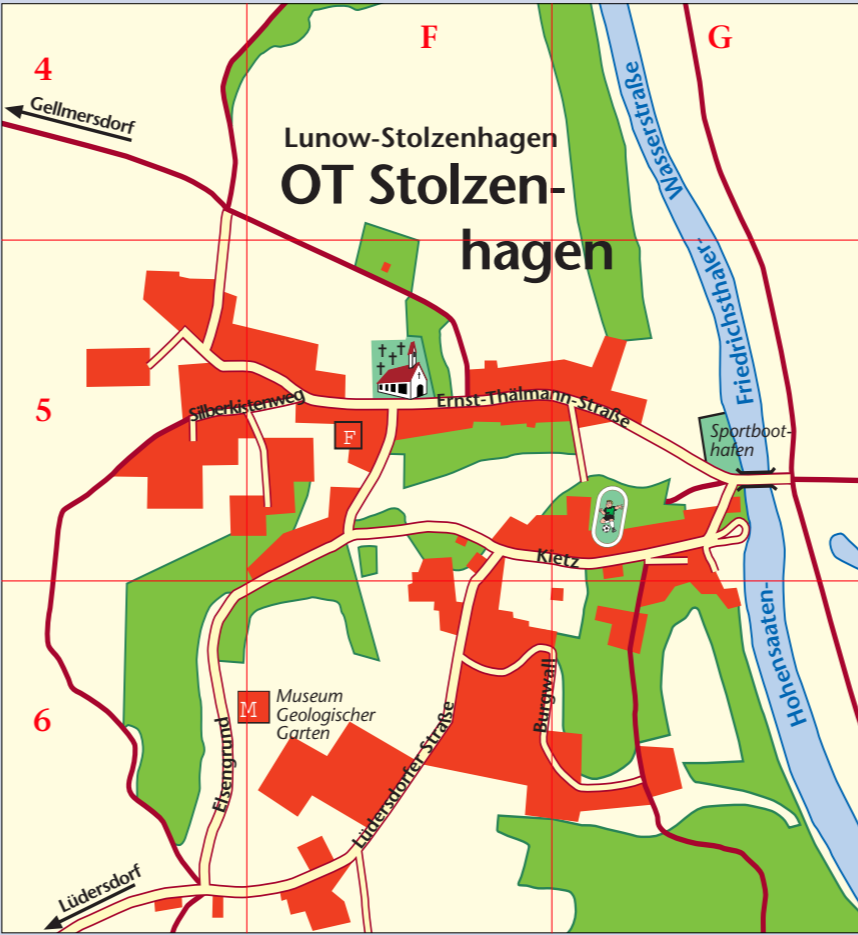 F
G
4
Gellmersdorf
Lunow-Stolzenhagen
OT Stolzen-
hagen
Wasserstraße
Friedrichsthaler-
5
Silberkistenweg
Ernst-Thälmann-Straße
F
Sportboot-
hafen
Kietz
Hohensaaten-
6
M
Museum
Geologischer
Garten
Elsengrund
Lüdersdorfer Straße
Burgwall
Lüdersdorf